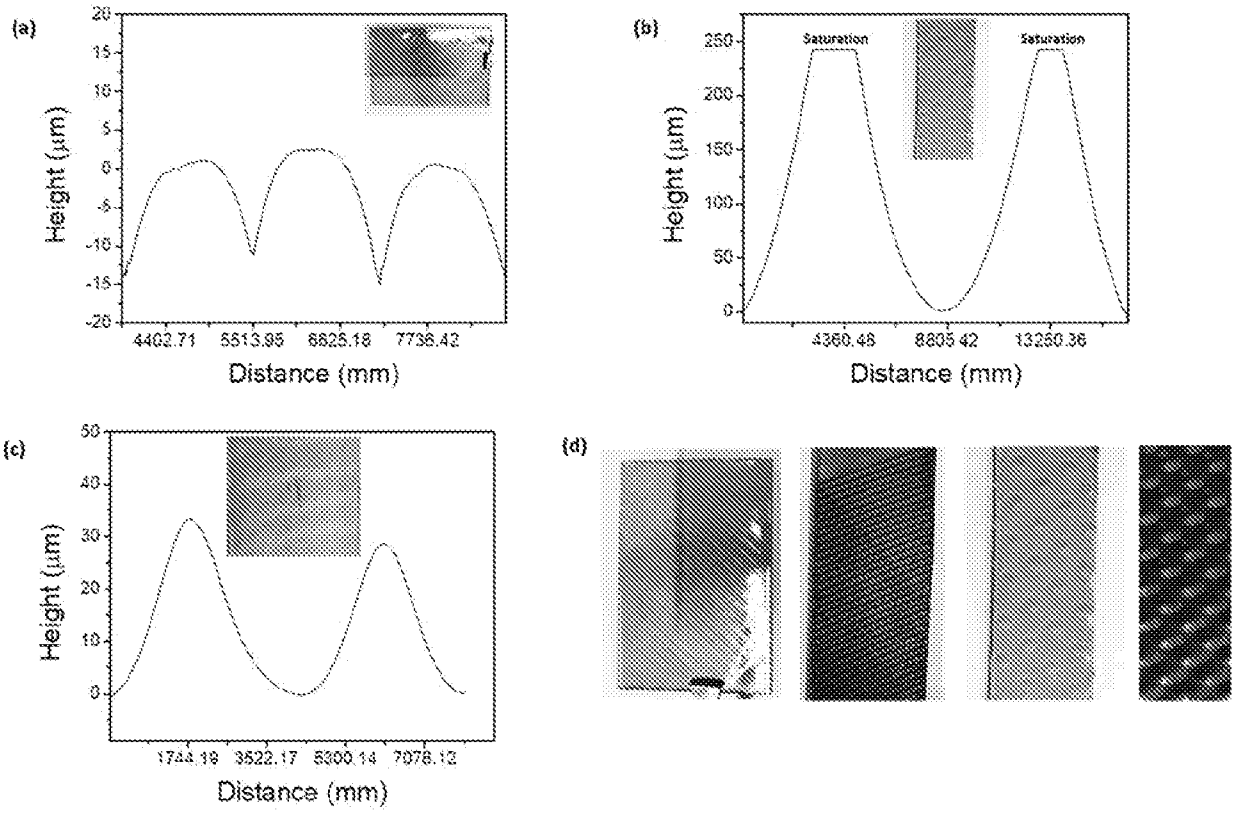 (a)
20
15
10
5
0
-5
-10
-15
-20
Height (μm)
4402.71 5513.95 6625.18 7736.42
Distance (mm)
(b)
Saturation Saturation
250
200
150
100
50
0
Height (μm)
4360.48 8805.42 13250.36
Distance (mm)
(c)
50
40
30
20
10
0
Height (μm)
1744.19 3522.17 5300.14 7078.12
Distance (mm)
(d)